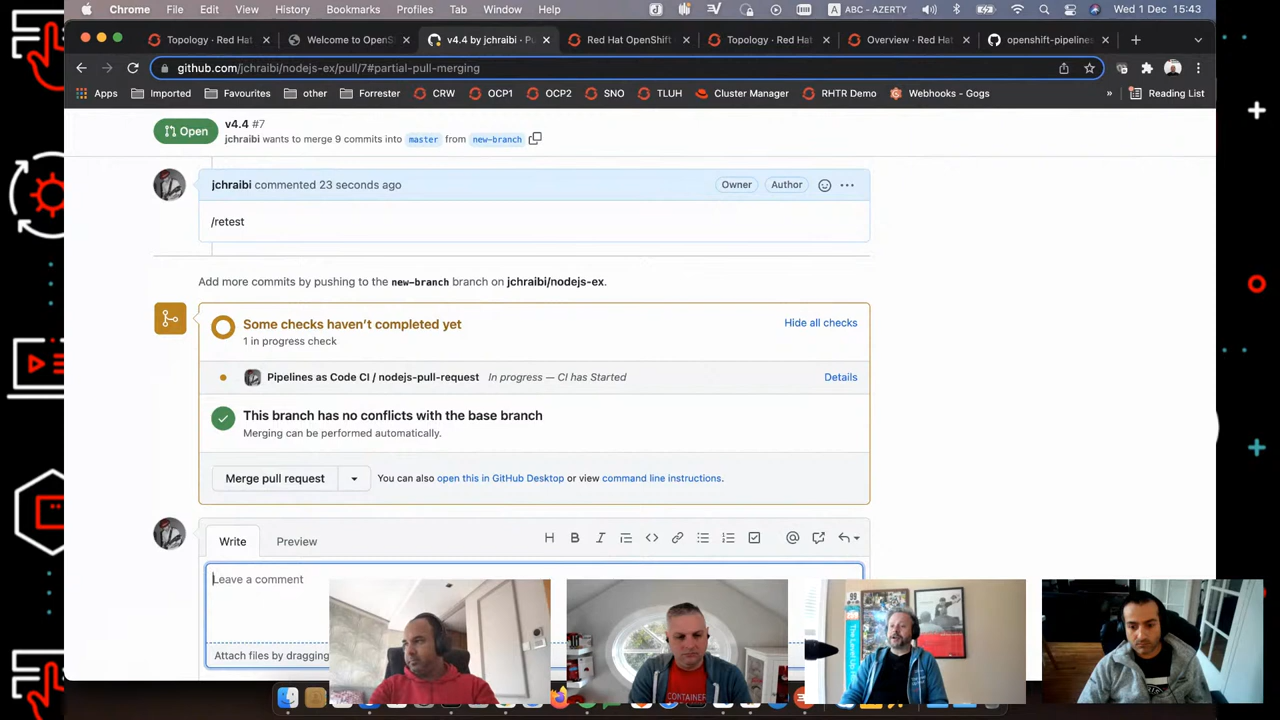 Chrome File Edit View History Bookmarks Profiles Tab Window Help ABC - AZERTY Wed 1 Dec 15:43
Topology · Red Hat Welcome to OpenS v4.4 by jchraibi · Pu Red Hat OpenShift Topology · Red Hat Overview · Red Hat openshift-pipelines
github.com/jchraibi/nodejs-ex/pull/7#partial-pull-merging
Apps Imported Favourites other Forrester CRW OCP1 OCP2 SNO TLUH Cluster Manager RHTR Demo Webhooks - Gogs » Reading List
Open v4.4 #7
jchraibi wants to merge 9 commits into master from new-branch
jchraibi commented 23 seconds ago Owner Author
/retest
Add more commits by pushing to the new-branch branch on jchraibi/nodejs-ex.
Some checks haven't completed yet Hide all checks
1 in progress check
Pipelines as Code CI / nodejs-pull-request In progress — CI has Started Details
This branch has no conflicts with the base branch
Merging can be performed automatically.
Merge pull request You can also open this in GitHub Desktop or view command line instructions.
Write Preview
Leave a comment
Attach files by dragging
CONTAINER